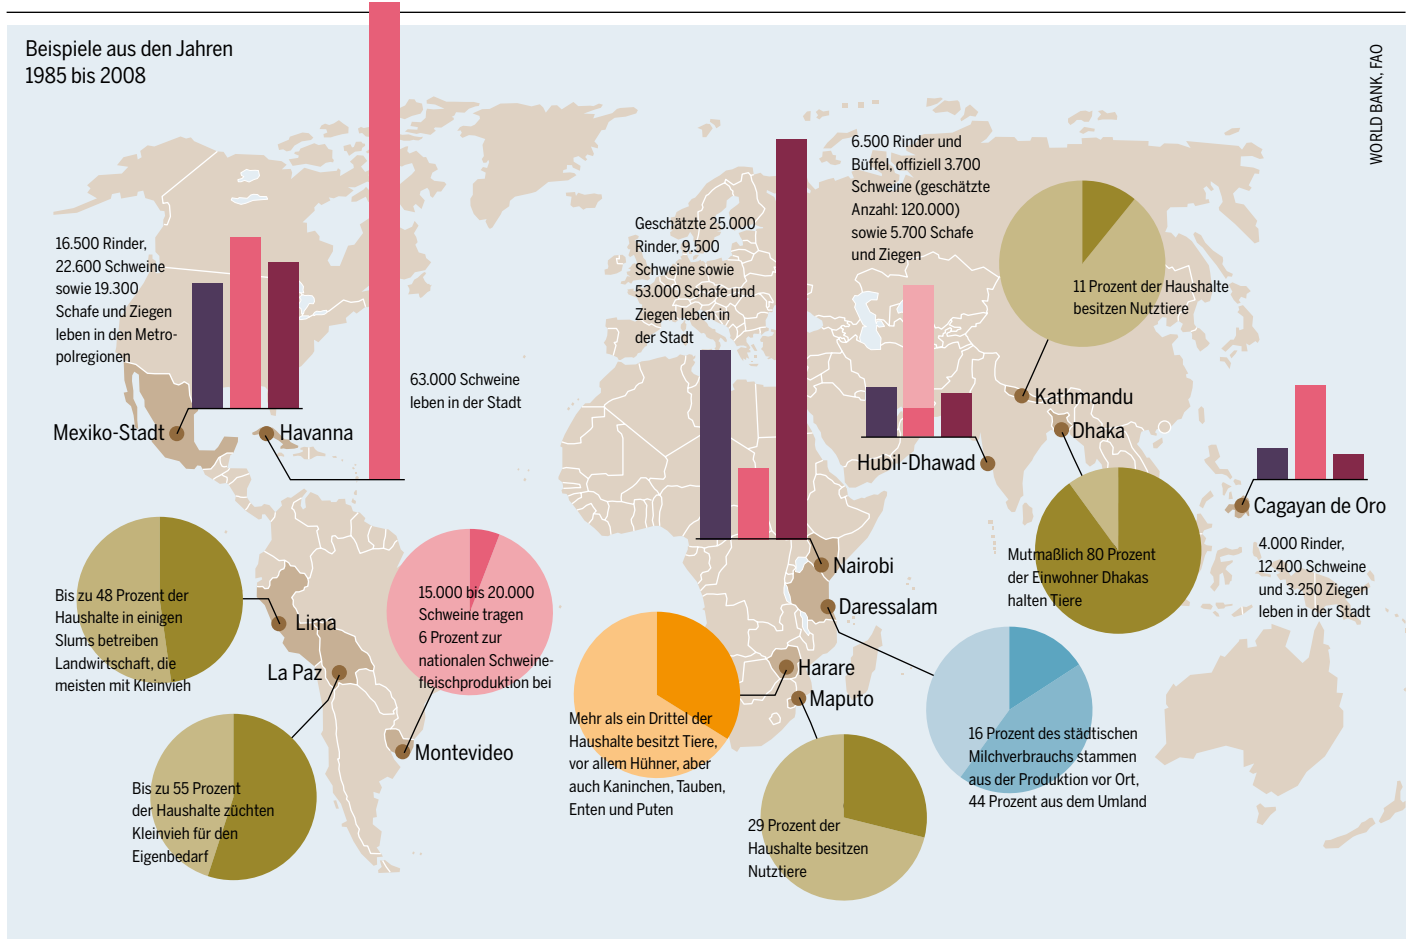 Beispiele aus den Jahren
1985 bis 2008
WORLD BANK, FAO
16.500 Rinder,
22.600 Schweine
sowie 19.300
Schafe und Ziegen
leben in den Metro-
polregionen
Mexiko-Stadt
Havanna
63.000 Schweine
leben in der Stadt
Geschätzte 25.000
Rinder, 9.500
Schweine sowie
53.000 Schafe und
Ziegen leben in
der Stadt
Nairobi
6.500 Rinder und
Büffel, offiziell 3.700
Schweine (geschätzte
Anzahl: 120.000)
sowie 5.700 Schafe
und Ziegen
Hubil-Dhawad
11 Prozent der Haushalte
besitzen Nutztiere
Kathmandu
Dhaka
Mutmaßlich 80 Prozent
der Einwohner Dhakas
halten Tiere
Cagayan de Oro
4.000 Rinder,
12.400 Schweine
und 3.250 Ziegen
leben in der Stadt
Bis zu 48 Prozent der
Haushalte in einigen
Slums betreiben
Landwirtschaft, die
meisten mit Kleinvieh
Lima
La Paz
Bis zu 55 Prozent
der Haushalte züchten
Kleinvieh für den
Eigenbedarf
15.000 bis 20.000
Schweine tragen
6 Prozent zur
nationalen Schweine-
fleischproduktion bei
Montevideo
Daressalam
16 Prozent des städtischen
Milchverbrauchs stammen
aus der Produktion vor Ort,
44 Prozent aus dem Umland
Harare
Mehr als ein Drittel der
Haushalte besitzt Tiere,
vor allem Hühner, aber
auch Kaninchen, Tauben,
Enten und Puten
Maputo
29 Prozent der
Haushalte besitzen
Nutztiere